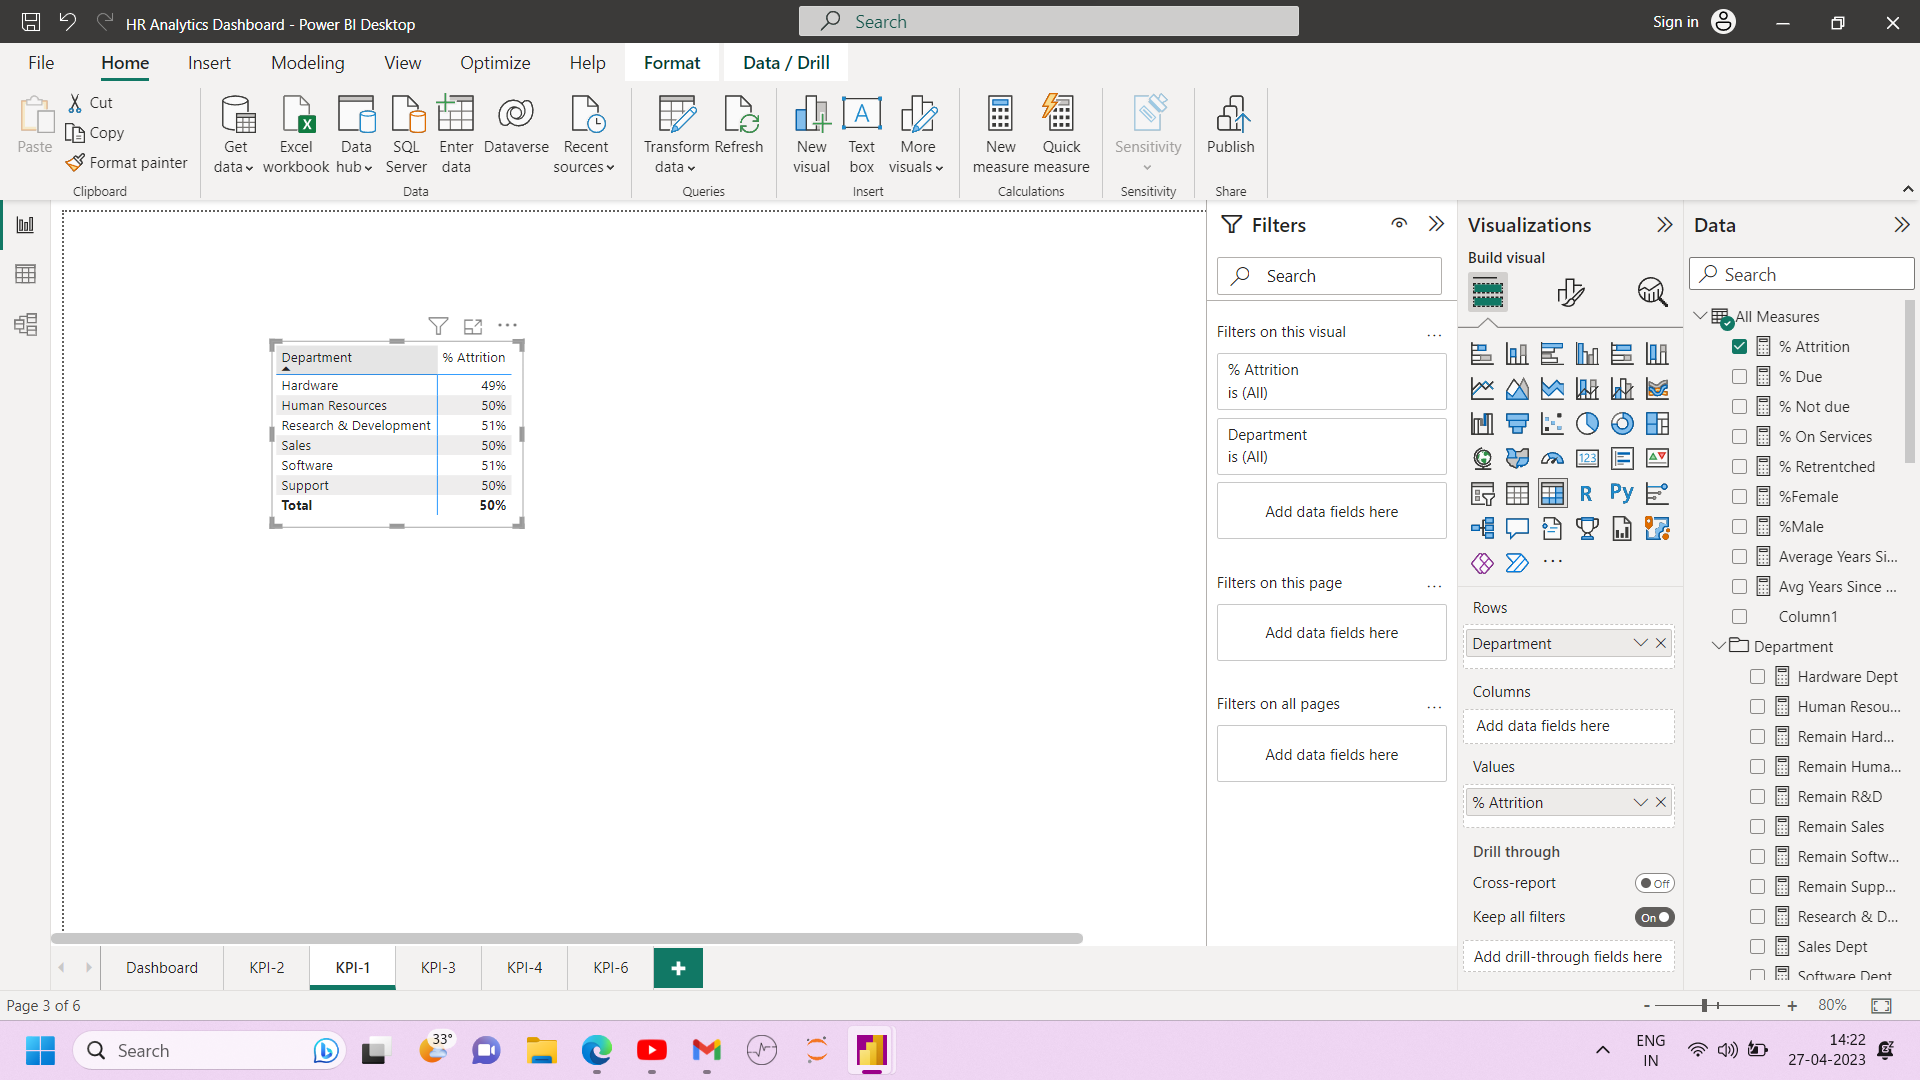 HR Analytics Dashboard - Power BI Desktop
Search
Sign in
File
Home
Insert
Modeling
View
Optimize
Help
Format
Data / Drill
Paste
Cut
Copy
Format painter
Clipboard
Get data
Excel workbook
Data hub
SQL Server
Enter data
Dataverse
Recent sources
Data
Transform data
Refresh
Queries
New visual
Text box
More visuals
Insert
New measure
Quick measure
Calculations
Sensitivity
Sensitivity
Publish
Share
Department % Attrition
Hardware 49%
Human Resources 50%
Research & Development 51%
Sales 50%
Software 51%
Support 50%
Total 50%
Filters
Search
Filters on this visual
% Attrition
is (All)
Department
is (All)
Add data fields here
Filters on this page
Add data fields here
Filters on all pages
Add data fields here
Visualizations
Build visual
123
R
Py
Rows
Department
Columns
Add data fields here
Values
% Attrition
Drill through
Cross-report
Off
Keep all filters
On
Add drill-through fields here
Data
Search
All Measures
% Attrition
% Due
% Not due
% On Services
% Retrentched
%Female
%Male
Average Years Si...
Avg Years Since ...
Column1
Department
Hardware Dept
Human Resou...
Remain Hard...
Remain Huma...
Remain R&D
Remain Sales
Remain Softw...
Remain Supp...
Research & D...
Sales Dept
Software Dept
Dashboard
KPI-2
KPI-1
KPI-3
KPI-4
KPI-6
Page 3 of 6
- + 80%
Search
33°
ENG
IN
14:22
27-04-2023